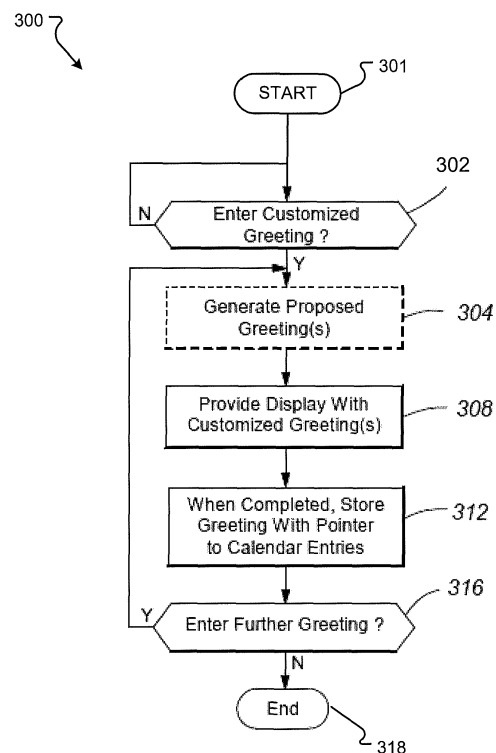 300
301
START
302
N
Enter Customized
Greeting ?
Y
Generate Proposed
Greeting(s)
304
Provide Display With
Customized Greeting(s)
308
When Completed, Store
Greeting With Pointer
to Calendar Entries
312
316
Y
Enter Further Greeting ?
N
End
318